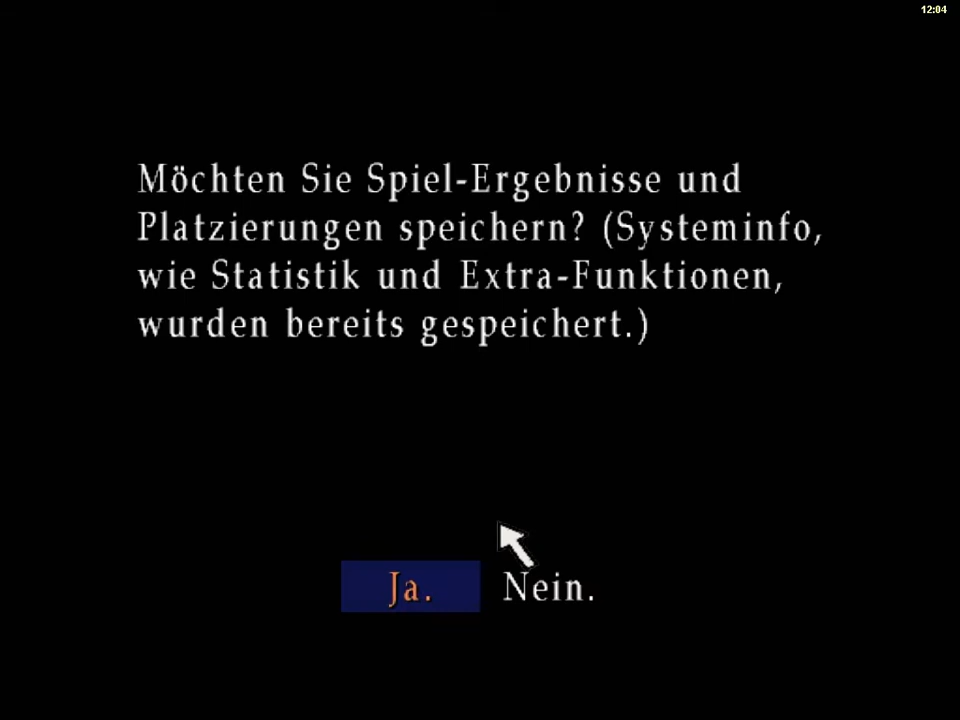 12:04
Möchten Sie Spiel-Ergebnisse und
Platzierungen speichern? (Systeminfo,
wie Statistik und Extra-Funktionen,
wurden bereits gespeichert.)
Ja. Nein.